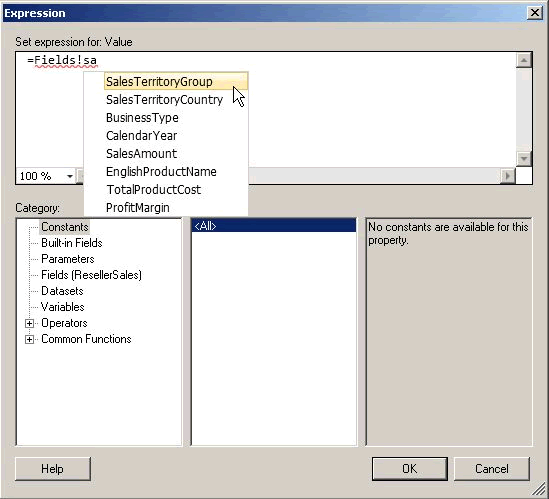 Expression
Set expression for: Value
=Fields!sa
SalesTerritoryGroup
SalesTerritoryCountry
BusinessType
CalendarYear
SalesAmount
EnglishProductName
TotalProductCost
ProfitMargin
100 %
Category:
Constants
Built-in Fields
Parameters
Fields (ResellerSales)
Datasets
Variables
Operators
Common Functions
<All>
No constants are available for this
property.
Help
OK
Cancel